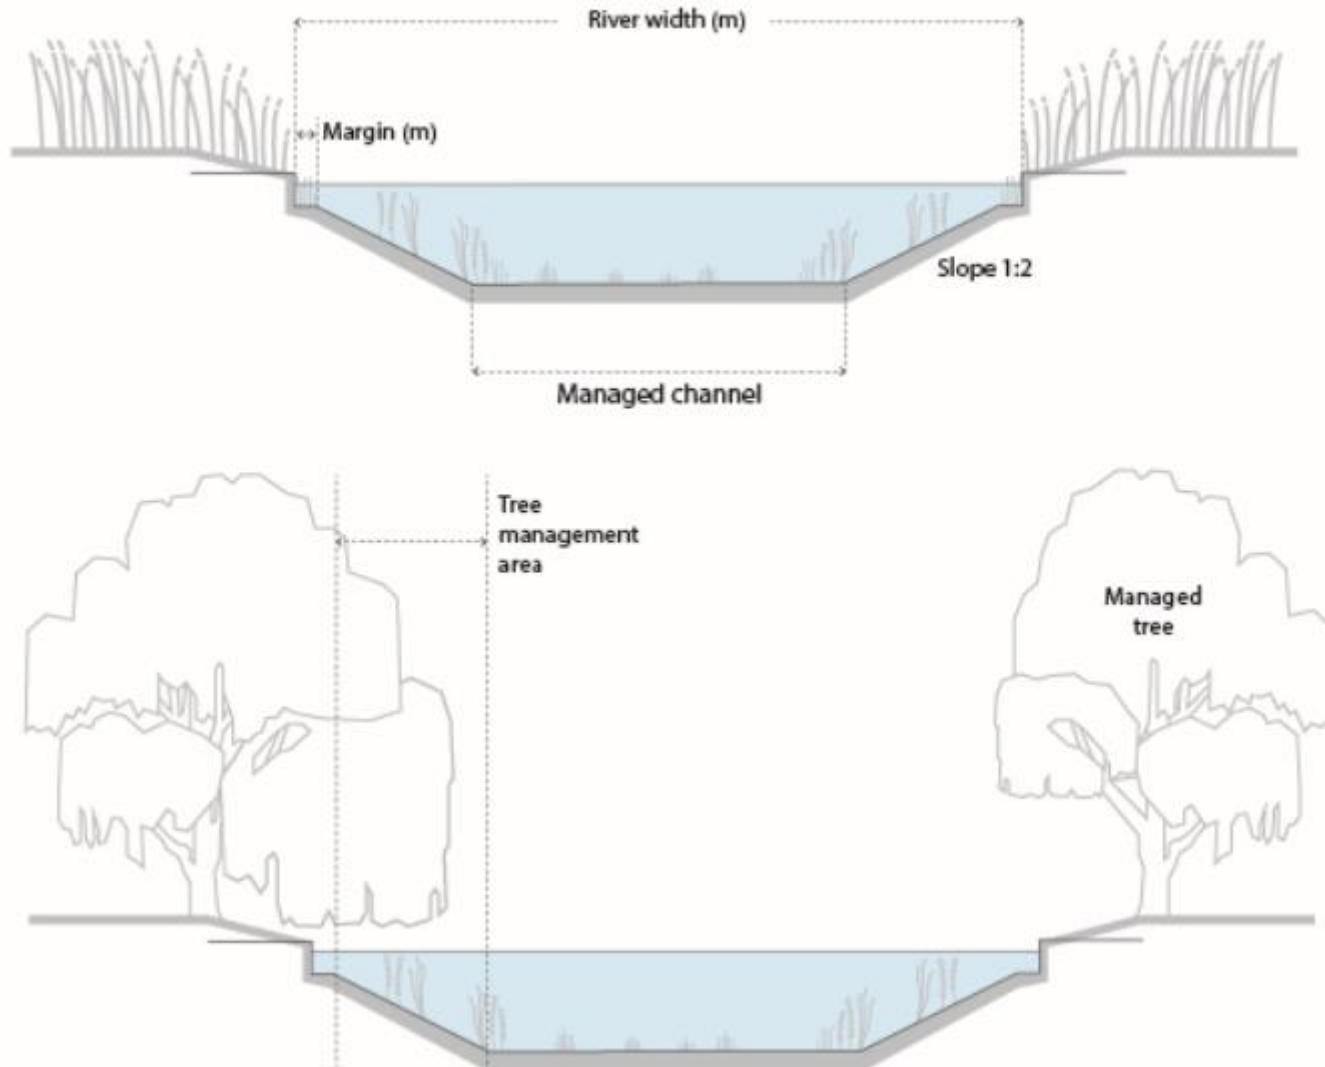 River width (m)
Margin (m)
Slope 1:2
Managed channel
Tree
management
area
Managed
tree